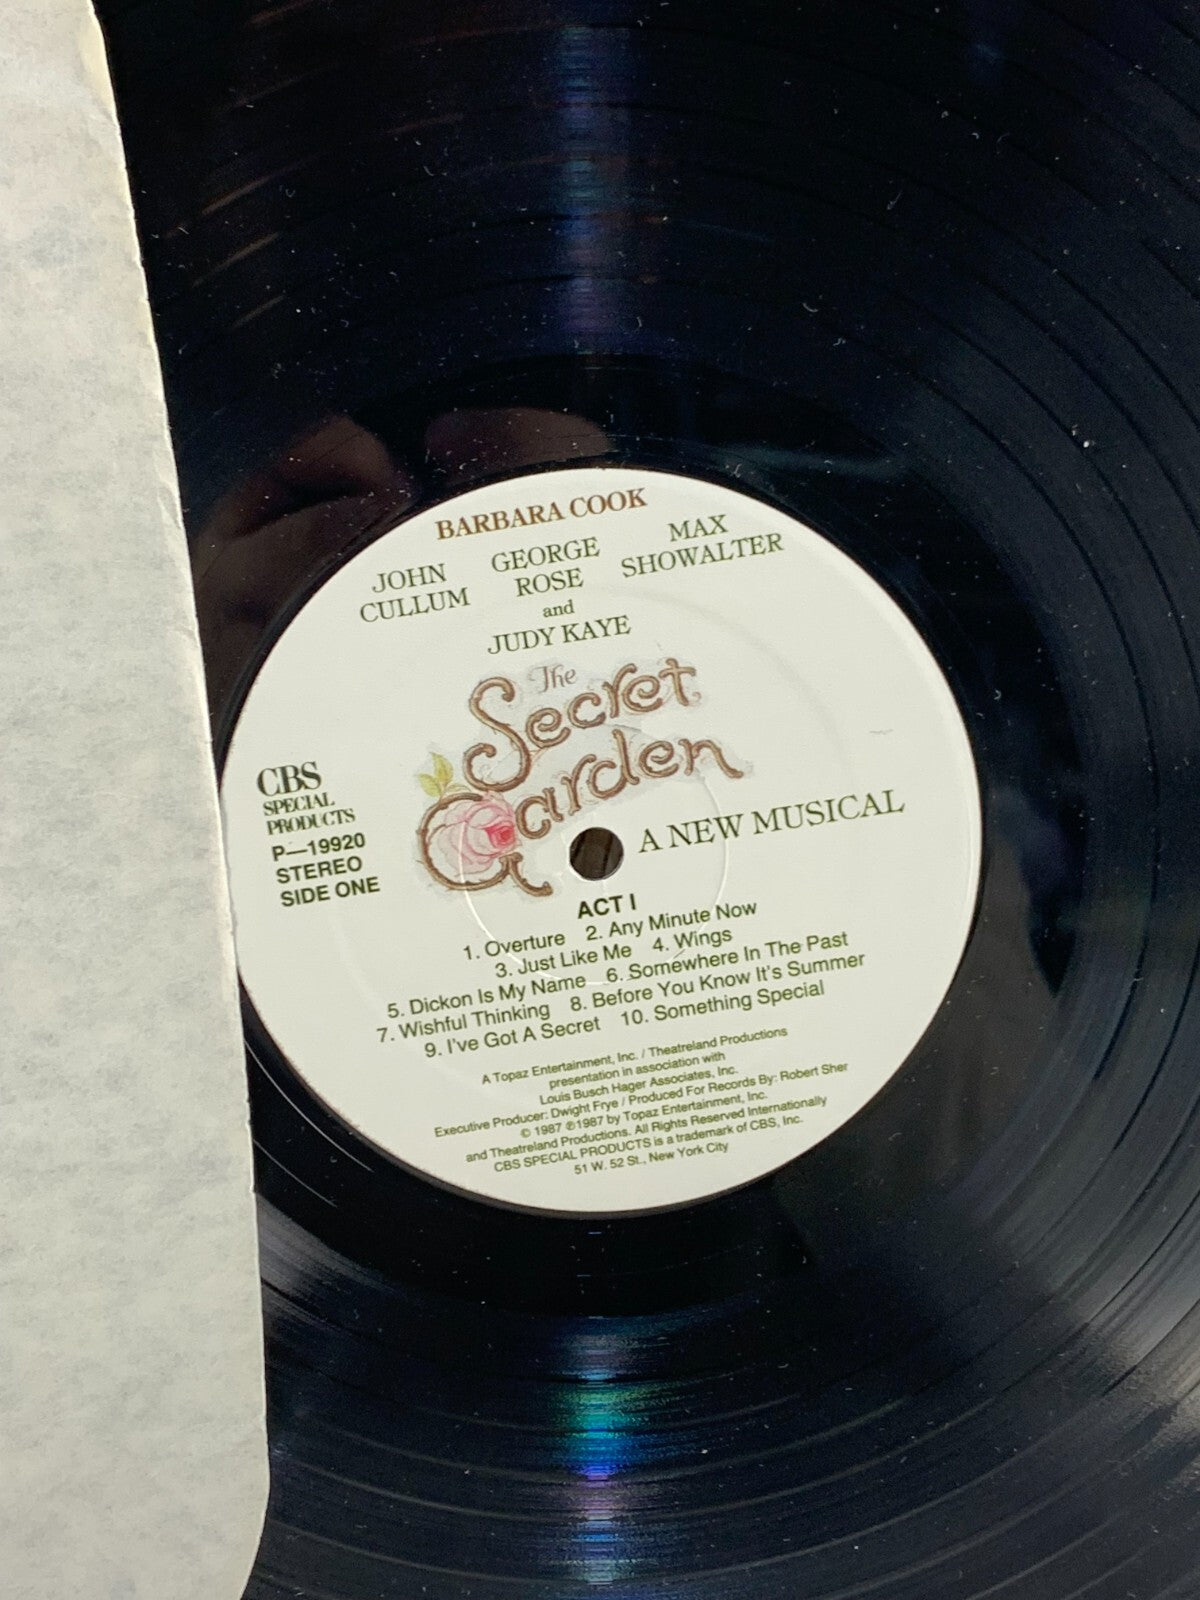 BARBARA COOK
JOHN CULLUM
GEORGE ROSE
MAX SHOWALTER
and
JUDY KAYE
The
Secret
Garden
A NEW MUSICAL
CBS
SPECIAL
PRODUCTS
P—19920
STEREO
SIDE ONE
ACT I
1. Overture 2. Any Minute Now
3. Just Like Me 4. Wings
5. Dickon Is My Name 6. Somewhere In The Past
7. Wishful Thinking 8. Before You Know It's Summer
9. I've Got A Secret 10. Something Special
A Topaz Entertainment, Inc. / Theatreland Productions
presentation in association with
Louis Busch Hager Associates, Inc.
Executive Producer: Dwight Frye / Produced For Records By: Robert Sher
© 1987 ℗1987 by Topaz Entertainment, Inc.
and Theatreland Productions. All Rights Reserved Internationally
CBS SPECIAL PRODUCTS is a trademark of CBS, Inc.
51 W. 52 St., New York City